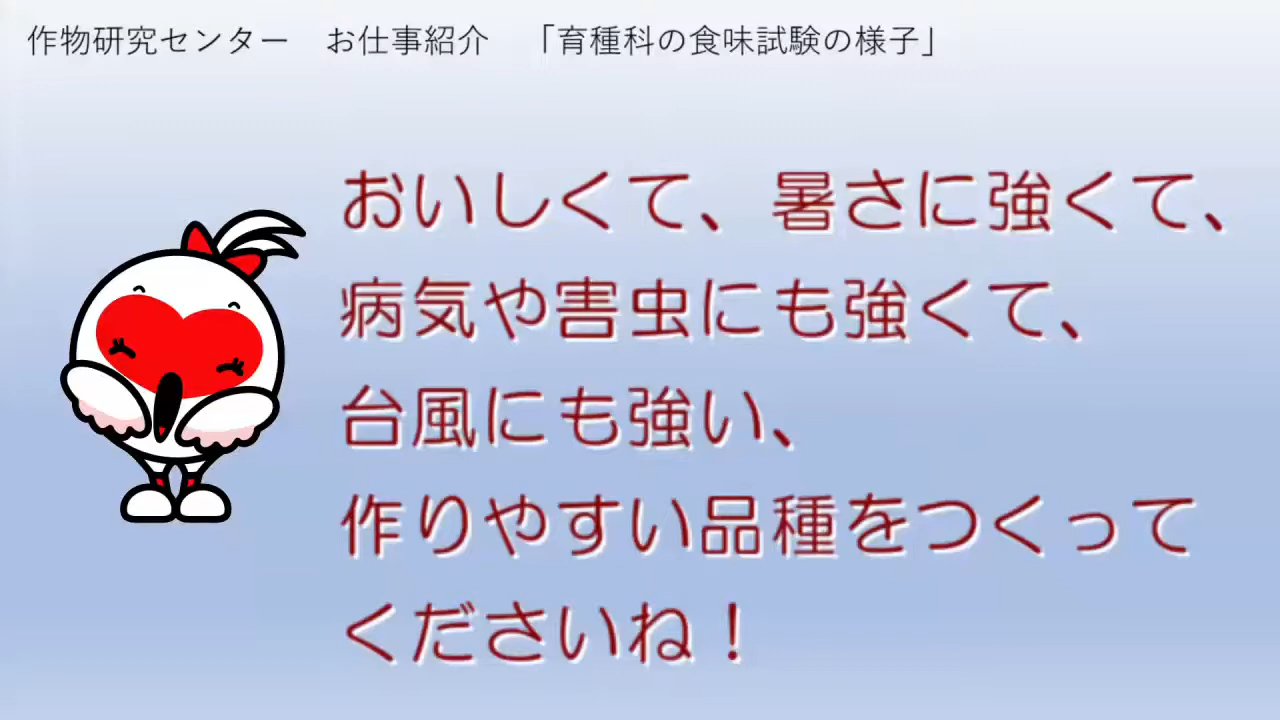 作物研究センター　お仕事紹介　「育種科の食味試験の様子」
おいしくて、暑さに強くて、
病気や害虫にも強くて、
台風にも強い、
作りやすい品種をつくって
くださいね！